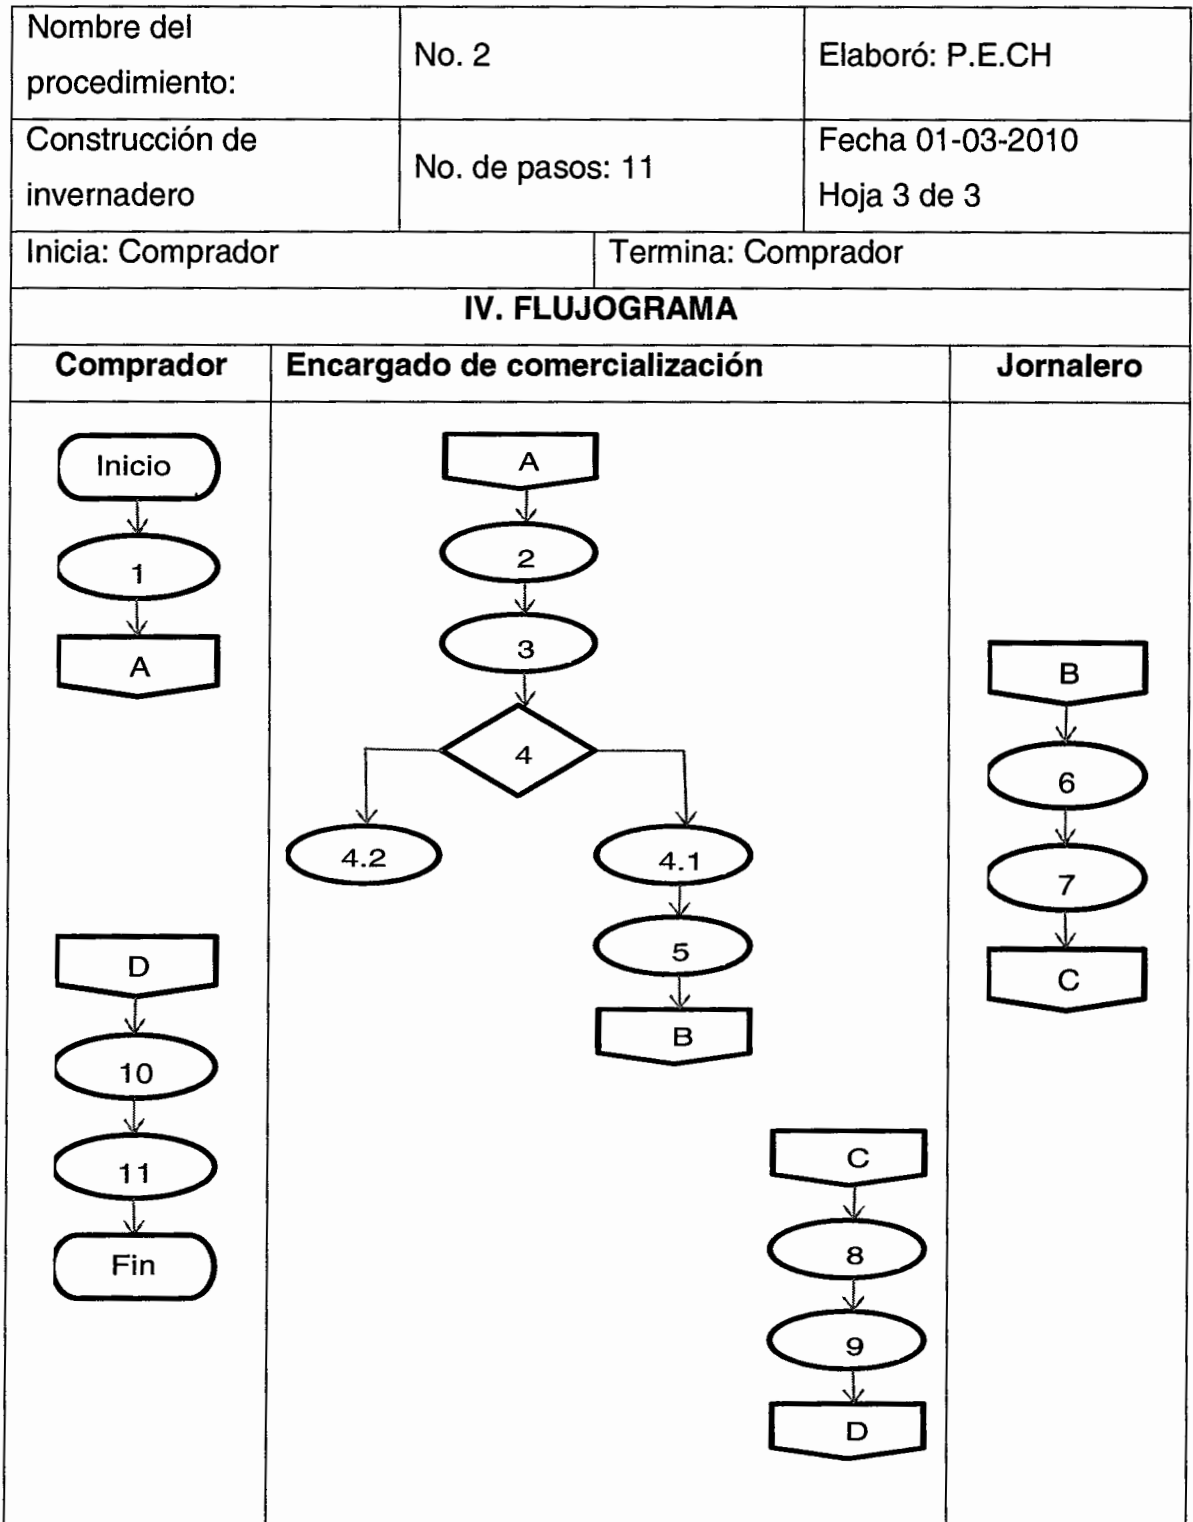 Nombre del
procedimiento:
No. 2
Elaboró: P.E.CH
Construcción de
invernadero
No. de pasos: 11
Fecha 01-03-2010
Hoja 3 de 3
Inicia: Comprador
Termina: Comprador
IV. FLUJOGRAMA
Comprador
Encargado de comercialización
Jornalero
Inicio
1
A
D
10
11
Fin
A
2
3
4
4.2
4.1
5
B
C
8
9
D
B
6
7
C